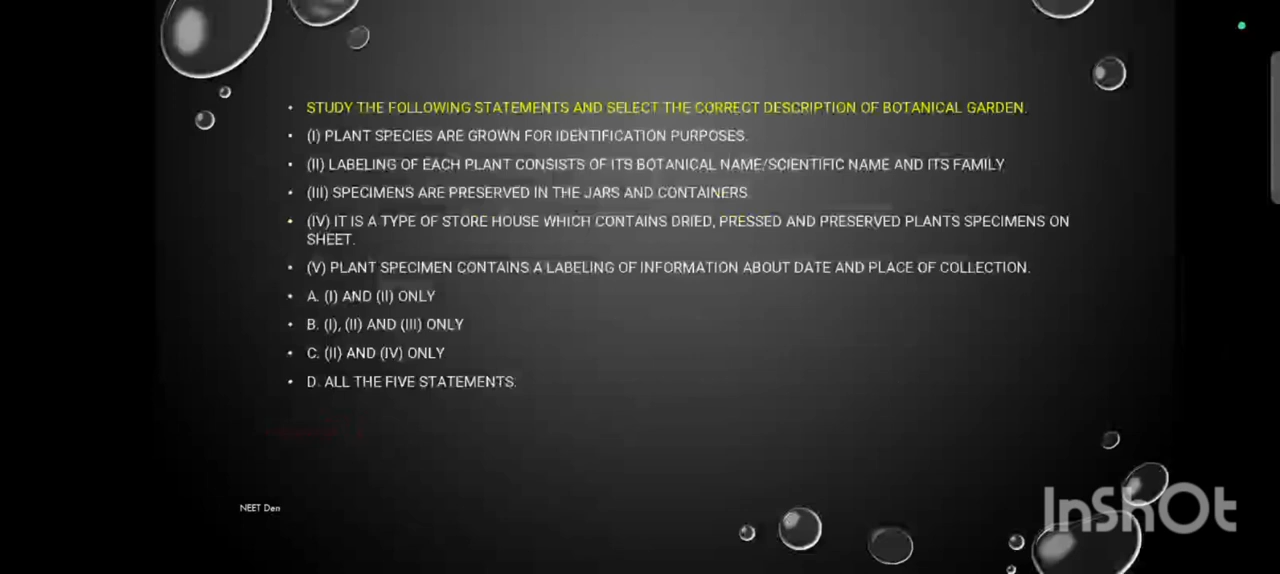 • STUDY THE FOLLOWING STATEMENTS AND SELECT THE CORRECT DESCRIPTION OF BOTANICAL GARDEN.
• (I) PLANT SPECIES ARE GROWN FOR IDENTIFICATION PURPOSES.
• (II) LABELING OF EACH PLANT CONSISTS OF ITS BOTANICAL NAME/SCIENTIFIC NAME AND ITS FAMILY
• (III) SPECIMENS ARE PRESERVED IN THE JARS AND CONTAINERS.
• (IV) IT IS A TYPE OF STORE HOUSE WHICH CONTAINS DRIED, PRESSED AND PRESERVED PLANTS SPECIMENS ON
SHEET.
• (V) PLANT SPECIMEN CONTAINS A LABELING OF INFORMATION ABOUT DATE AND PLACE OF COLLECTION.
• A. (I) AND (II) ONLY
• B. (I), (II) AND (III) ONLY
• C. (II) AND (IV) ONLY
• D. ALL THE FIVE STATEMENTS.
NEET Den
InShOt